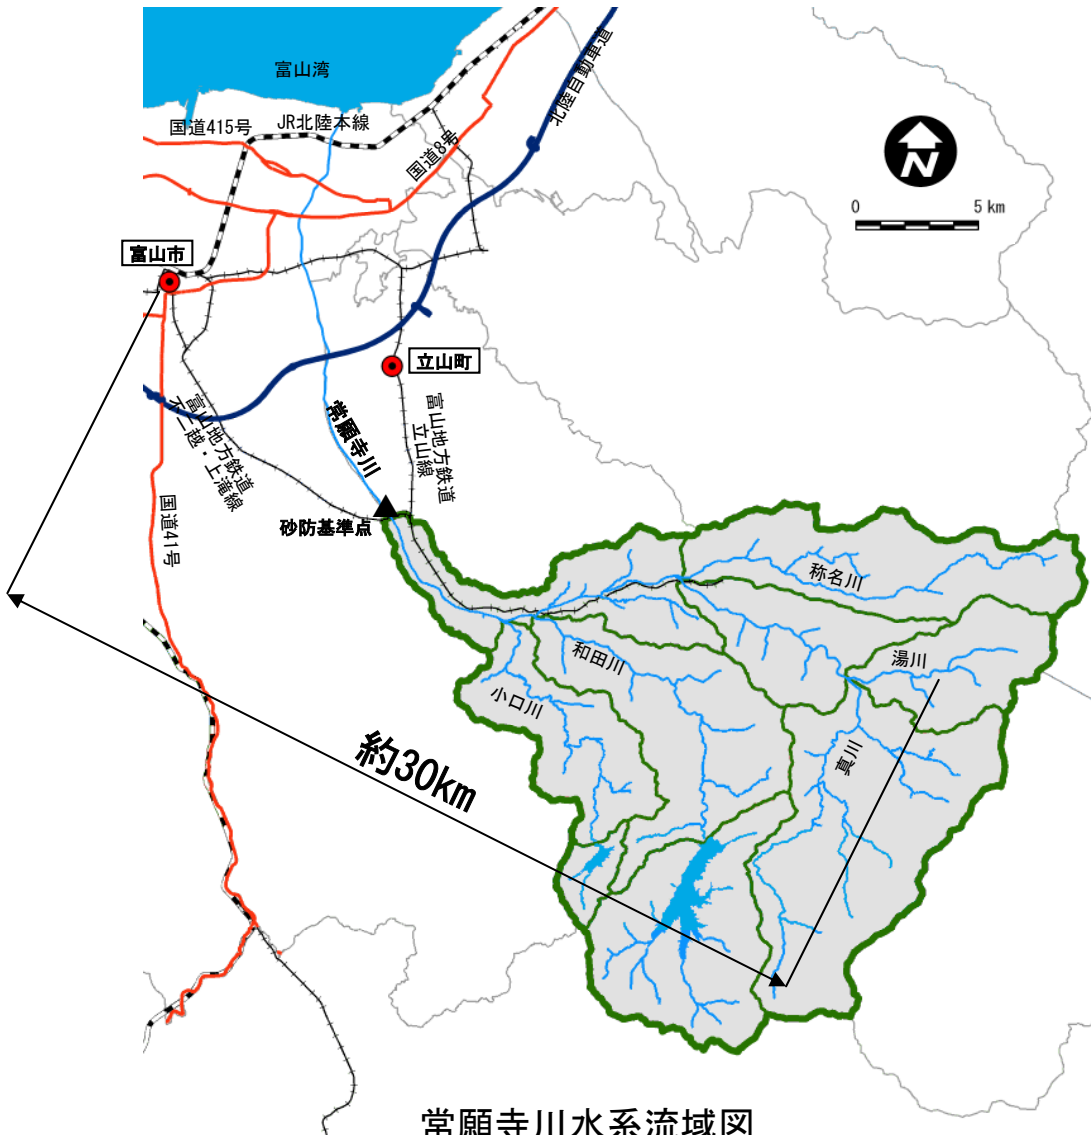 富山湾
北陸自動車道
国道415号
JR北陸本線
国道8号
N
0
5 km
富山市
立山町
常願寺川
富山地方鉄道
不二越・上滝線
富山地方鉄道
立山線
国道41号
砂防基準点
称名川
和田川
湯川
小口川
真川
約30km
常願寺川水系流域図